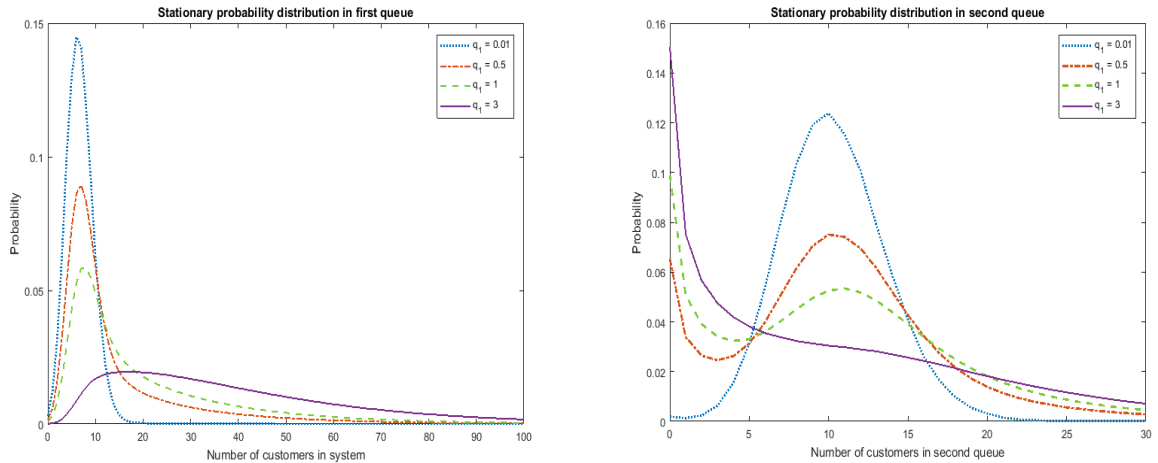 Stationary probability distribution in first queue
0.15
0.1
0.05
0
Probability
0 10 20 30 40 50 60 70 80 90 100
Number of customers in system
q1 = 0.01
q1 = 0.5
q1 = 1
q1 = 3
Stationary probability distribution in second queue
0.16
0.14
0.12
0.1
0.08
0.06
0.04
0.02
0
Probability
0 5 10 15 20 25 30
Number of customers in second queue
q1 = 0.01
q1 = 0.5
q1 = 1
q1 = 3